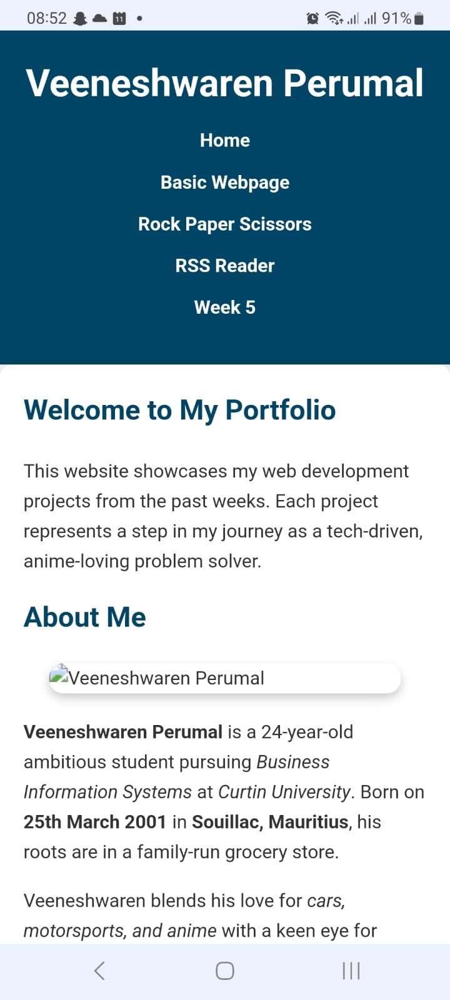 08:52
11
91%
Veeneshwaren Perumal
Home
Basic Webpage
Rock Paper Scissors
RSS Reader
Week 5
Welcome to My Portfolio
This website showcases my web development
projects from the past weeks. Each project
represents a step in my journey as a tech-driven,
anime-loving problem solver.
About Me
Veeneshwaren Perumal
Veeneshwaren Perumal is a 24-year-old
ambitious student pursuing Business
Information Systems at Curtin University. Born on
25th March 2001 in Souillac, Mauritius, his
roots are in a family-run grocery store.
Veeneshwaren blends his love for cars,
motorsports, and anime with a keen eye for